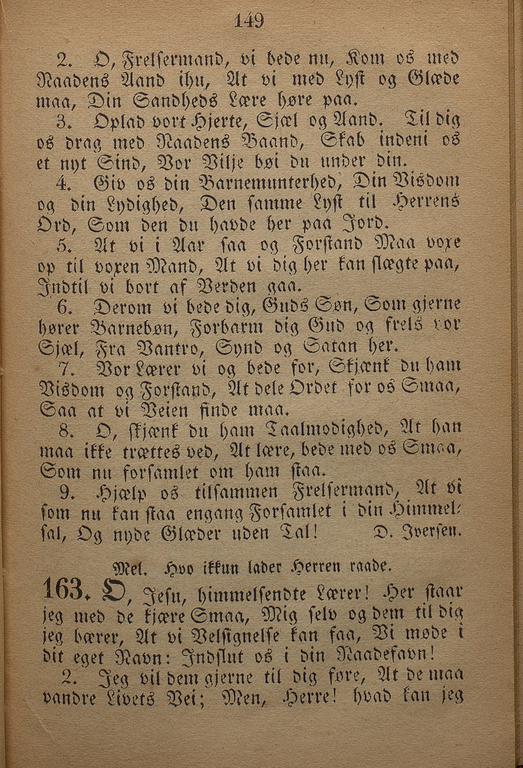 149
2. O, Frelsermand, vi bede nu, Kom os med
Naadens Aand ihu, At vi med Lyst og Glæde
maa, Din Sandheds Lære høre paa.
3. Oplad vort Hjerte, Sjæl og Aand. Til dig
os drag med Naadens Baand, Skab indeni os
et nyt Sind, Vor Vilje bøi du under din.
4. Giv os din Barnemunterhed, Din Visdom
og din Lydighed, Den samme Lyst til Herrens
Ord, Som den du havde her paa Jord.
5. At vi i Aar saa og Forstand Maa voxe
op til voxen Mand, At vi dig her kan slægte paa,
Indtil vi bort af Verden gaa.
6. Derom vi bede dig, Guds Søn, Som gjerne
hører Barnebøn, Forbarm dig Gud og frels vor
Sjæl, Fra Vantro, Synd og Satan her.
7. Vor Lærer vi og bede for, Skjænk du ham
Visdom og Forstand, At dele Ordet for os Smaa,
Saa at vi Veien finde maa.
8. O, skjænk du ham Taalmodighed, At han
maa ikke trættes ved, At lære, bede med os Smaa,
Som nu forsamlet om ham staa.
9. Hjælp os tilsammen Frelsermand, At vi
som nu kan staa engang Forsamlet i din Himmel-
sal, Og nyde Glæder uden Tal! D. Iversen.
Mel. Hvo ikkun lader Herren raade.
163. O, Jesu, himmelsendte Lærer! Her staar
jeg med de kjære Smaa, Mig selv og dem til dig
jeg bærer, At vi Velsignelse kan faa, Vi møde i
dit eget Navn: Indslut os i din Naadefavn!
2. Jeg vil dem gjerne til dig føre, At de maa
vandre Livets Vei; Men, Herre! hvad kan jeg